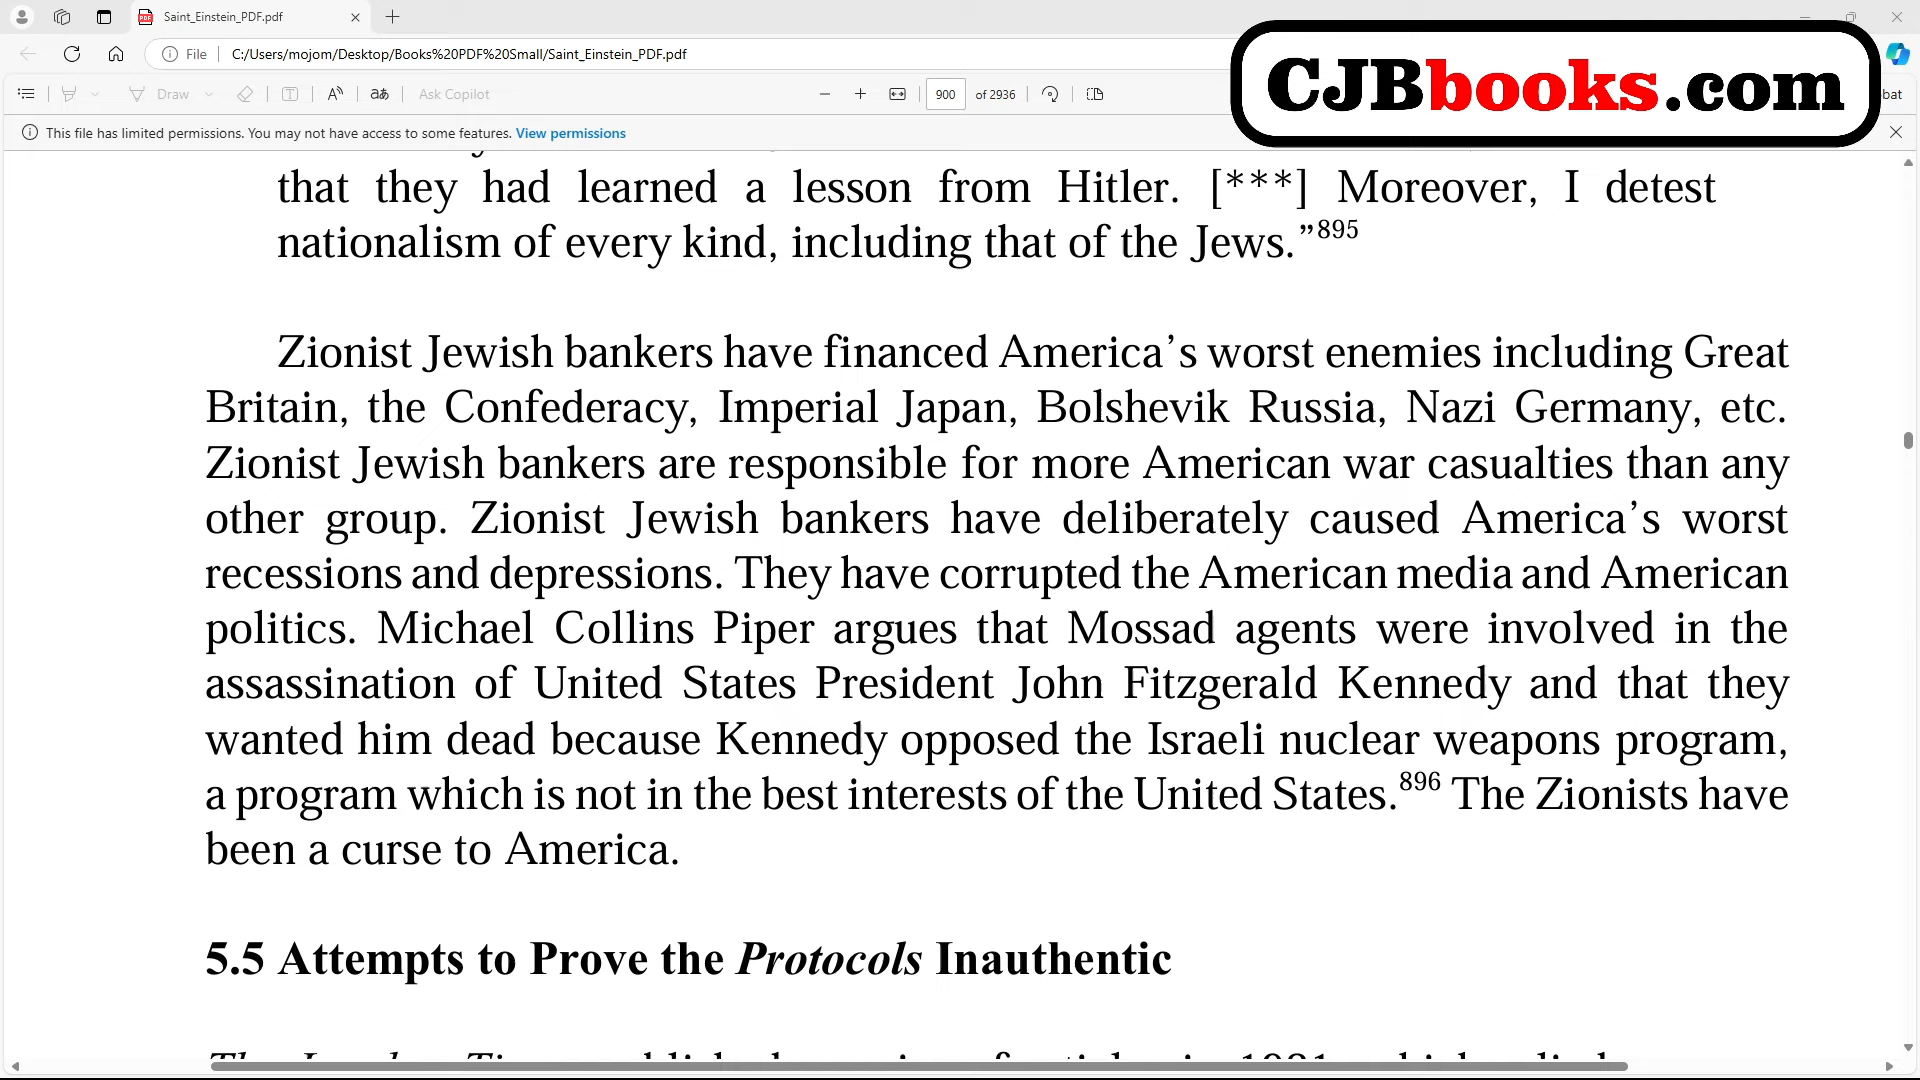 Saint_Einstein_PDF.pdf
File C:/Users/mojom/Desktop/Books%20PDF%20Small/Saint_Einstein_PDF.pdf
CJBbooks.com
Draw Ask Copilot 900 of 2936 bat
This file has limited permissions. You may not have access to some features. View permissions
that they had learned a lesson from Hitler. [***] Moreover, I detest
nationalism of every kind, including that of the Jews.”895
Zionist Jewish bankers have financed America’s worst enemies including Great
Britain, the Confederacy, Imperial Japan, Bolshevik Russia, Nazi Germany, etc.
Zionist Jewish bankers are responsible for more American war casualties than any
other group. Zionist Jewish bankers have deliberately caused America’s worst
recessions and depressions. They have corrupted the American media and American
politics. Michael Collins Piper argues that Mossad agents were involved in the
assassination of United States President John Fitzgerald Kennedy and that they
wanted him dead because Kennedy opposed the Israeli nuclear weapons program,
a program which is not in the best interests of the United States.896 The Zionists have
been a curse to America.
5.5 Attempts to Prove the Protocols Inauthentic